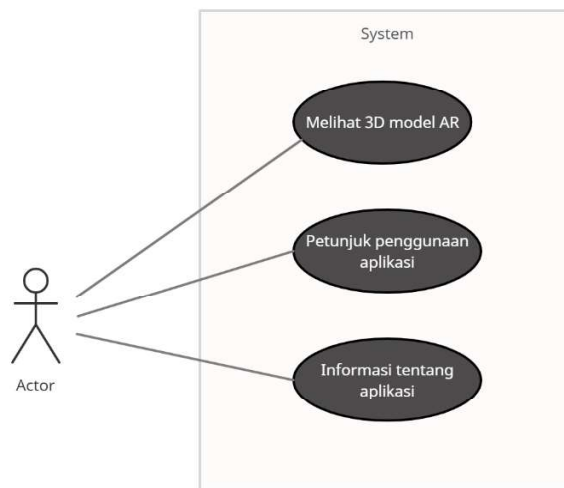 System
Melihat 3D model AR
Petunjuk penggunaan
aplikasi
Informasi tentang
aplikasi
Actor